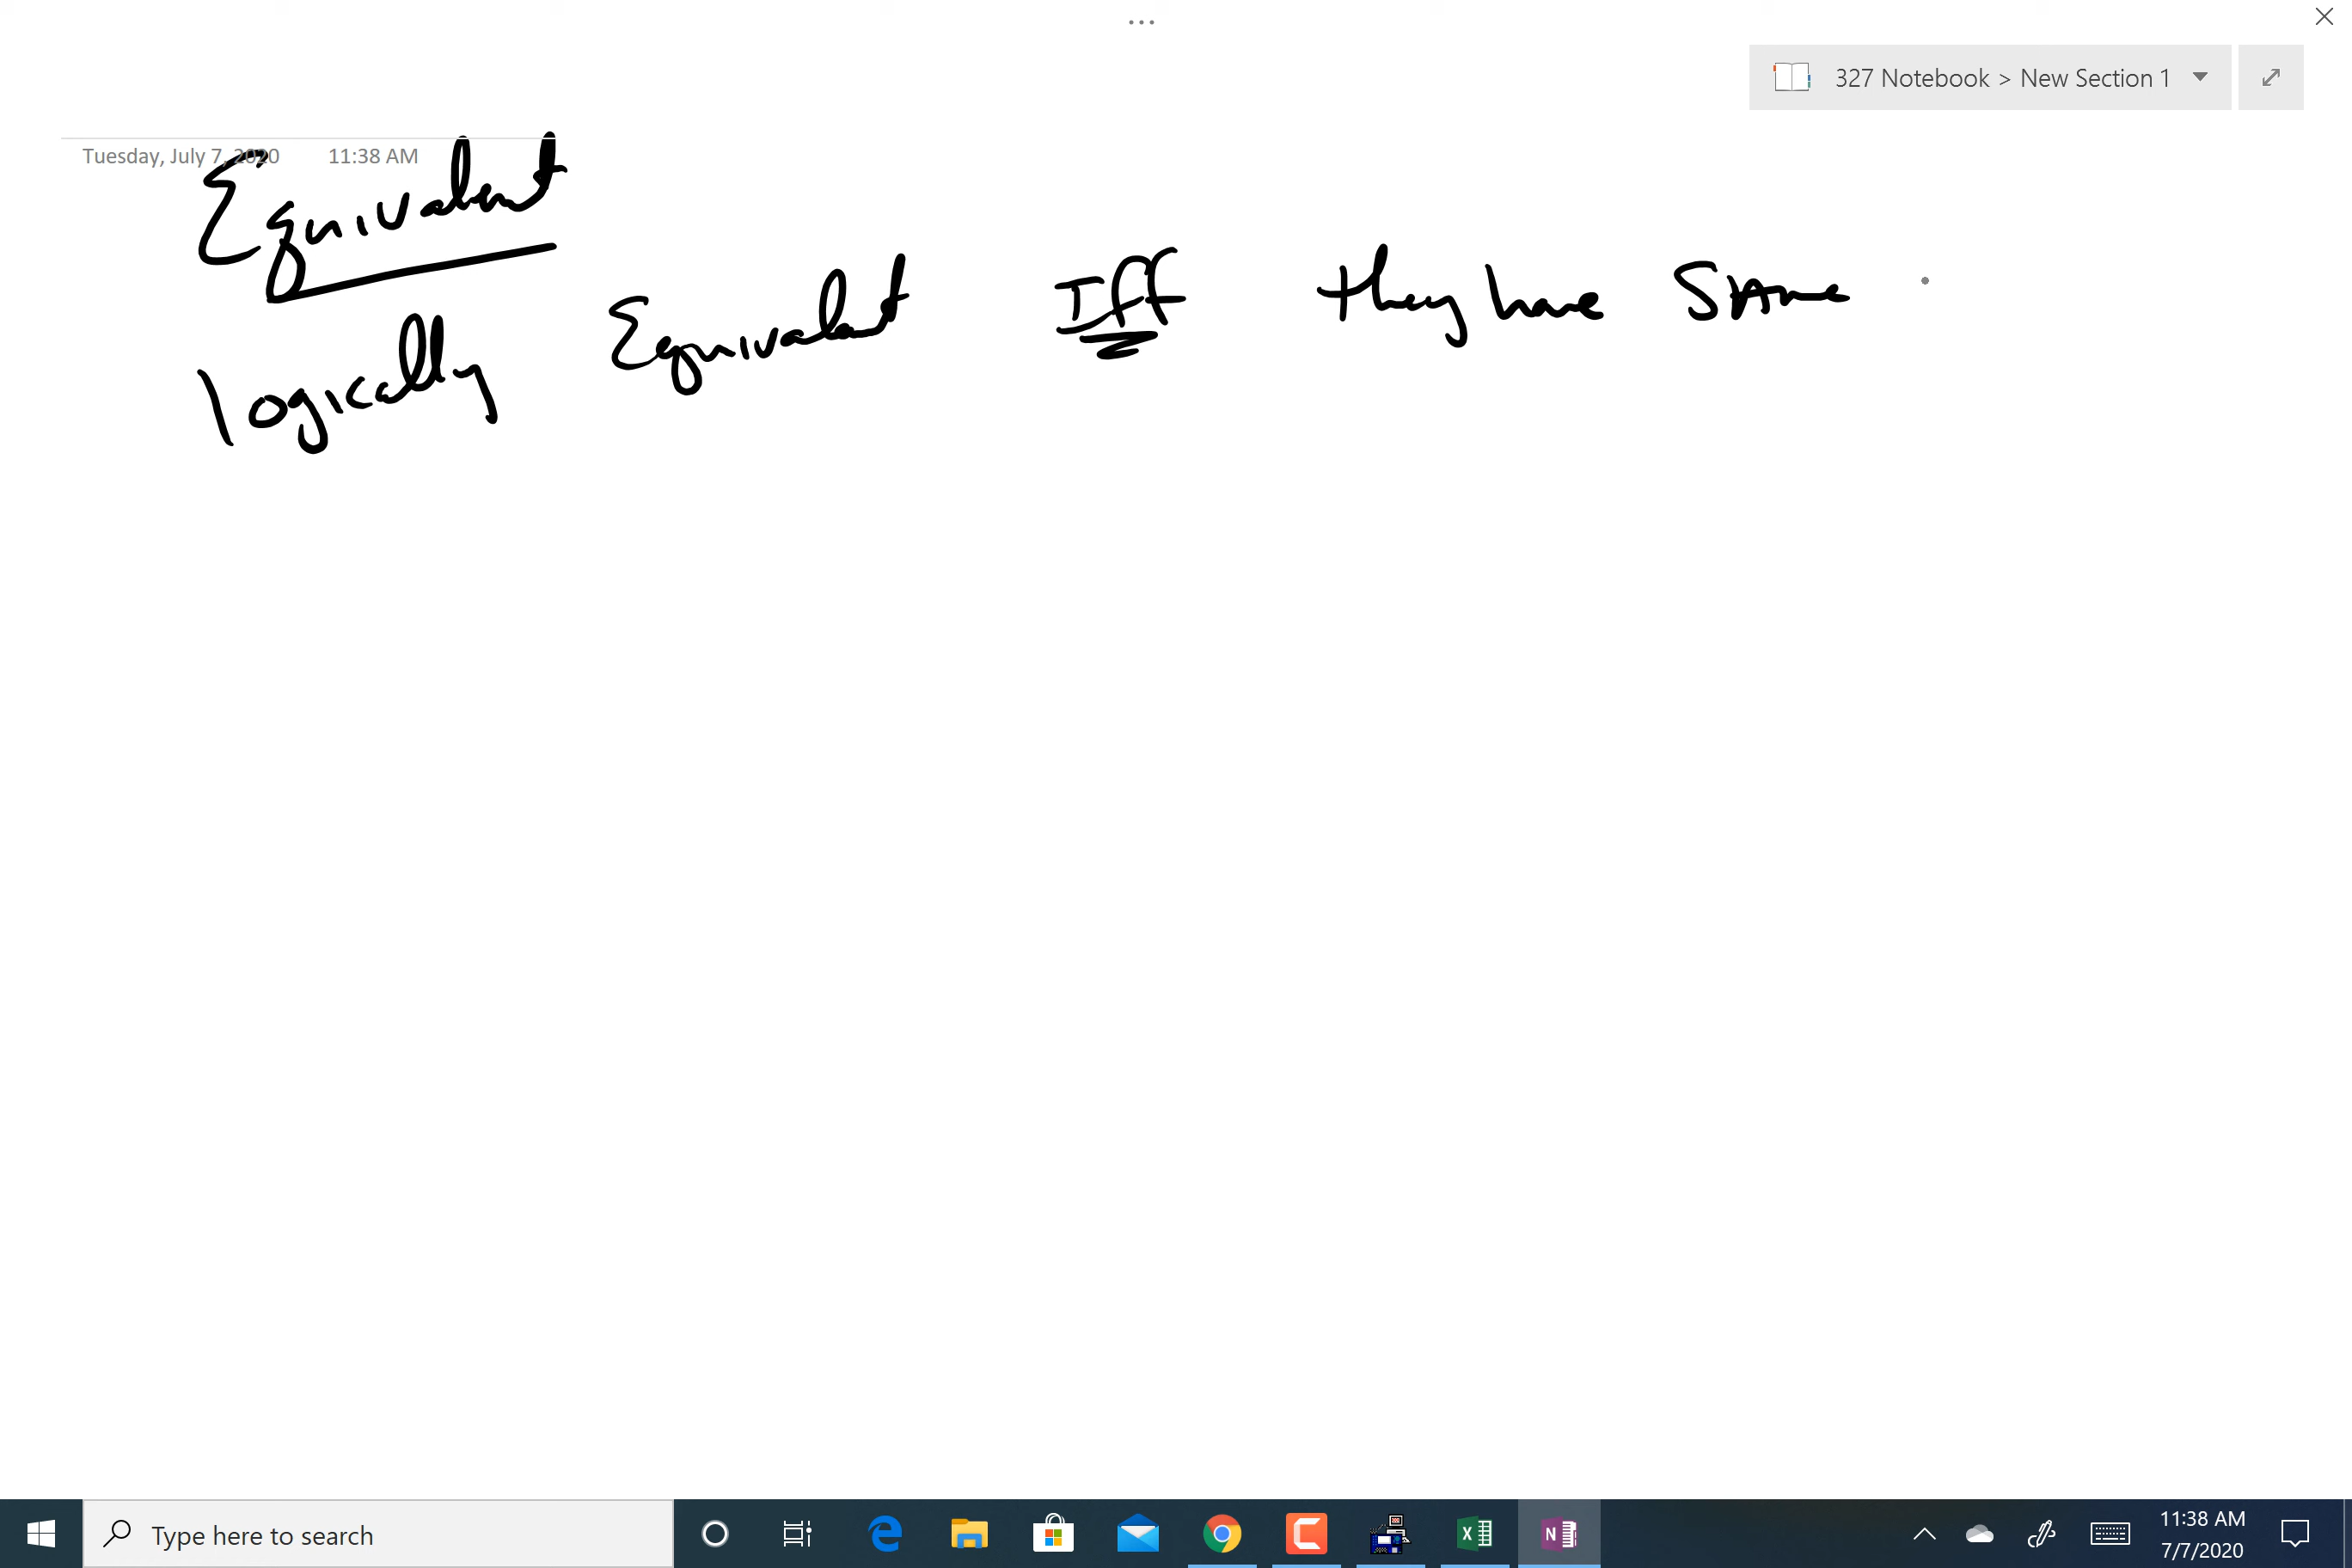 327 Notebook > New Section 1
Tuesday, July 7, 2020 11:38 AM
Equivalent
logically Equivalent Iff they have Same
Type here to search
11:38 AM
7/7/2020